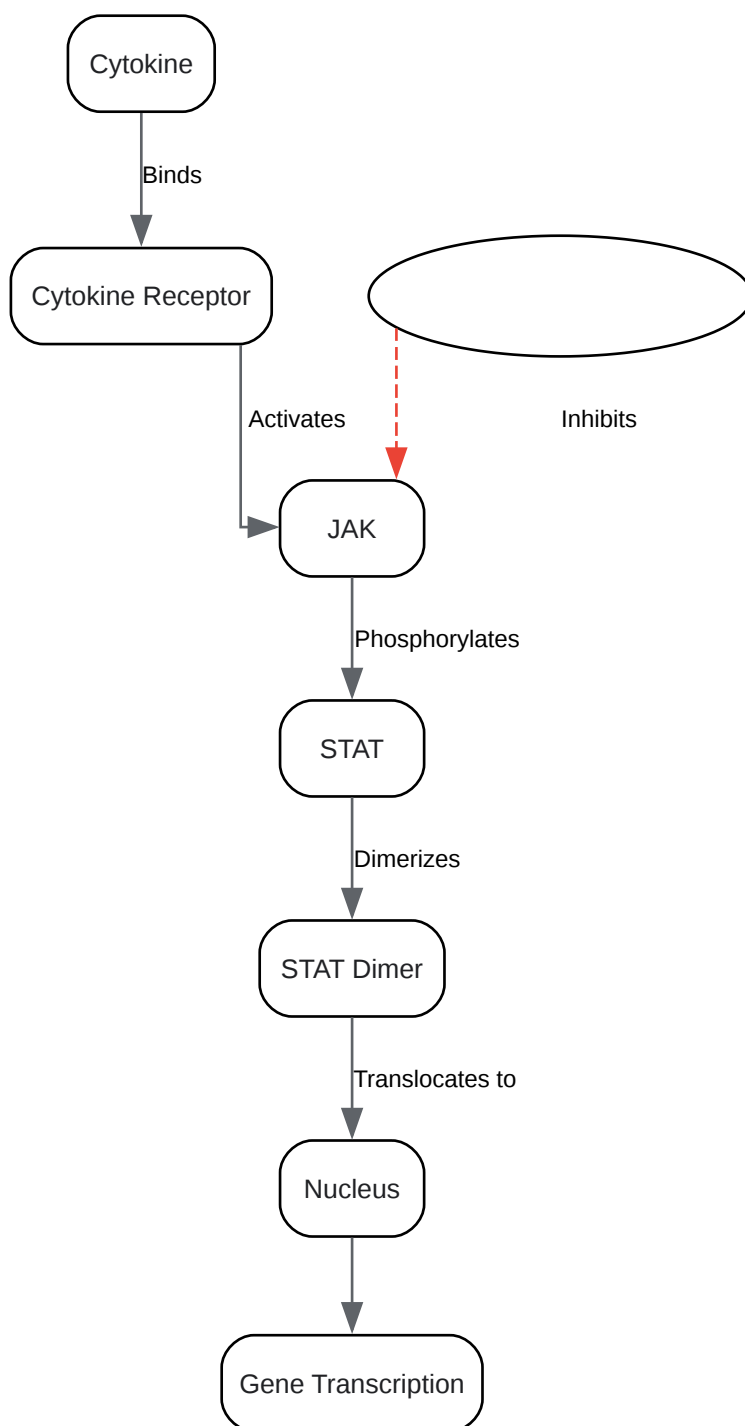 Cytokine
Binds
Cytokine Receptor
Activates
Inhibits
JAK
Phosphorylates
STAT
Dimerizes
STAT Dimer
Translocates to
Nucleus
Gene Transcription